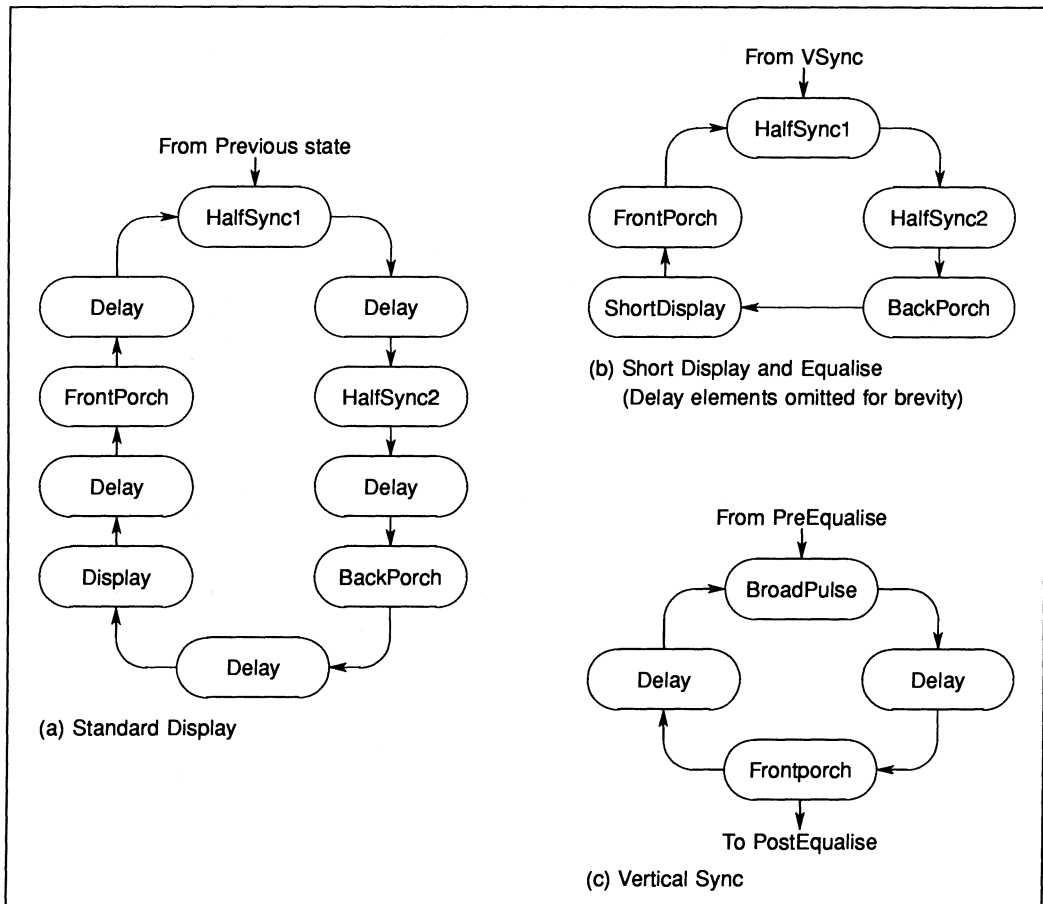 From Previous state
HalfSync1
Delay
Delay
FrontPorch
HalfSync2
Delay
Delay
Display
BackPorch
Delay
(a) Standard Display
From VSync
HalfSync1
FrontPorch
HalfSync2
ShortDisplay
BackPorch
(b) Short Display and Equalise
(Delay elements omitted for brevity)
From PreEqualise
BroadPulse
Delay
Delay
Frontporch
To PostEqualise
(c) Vertical Sync